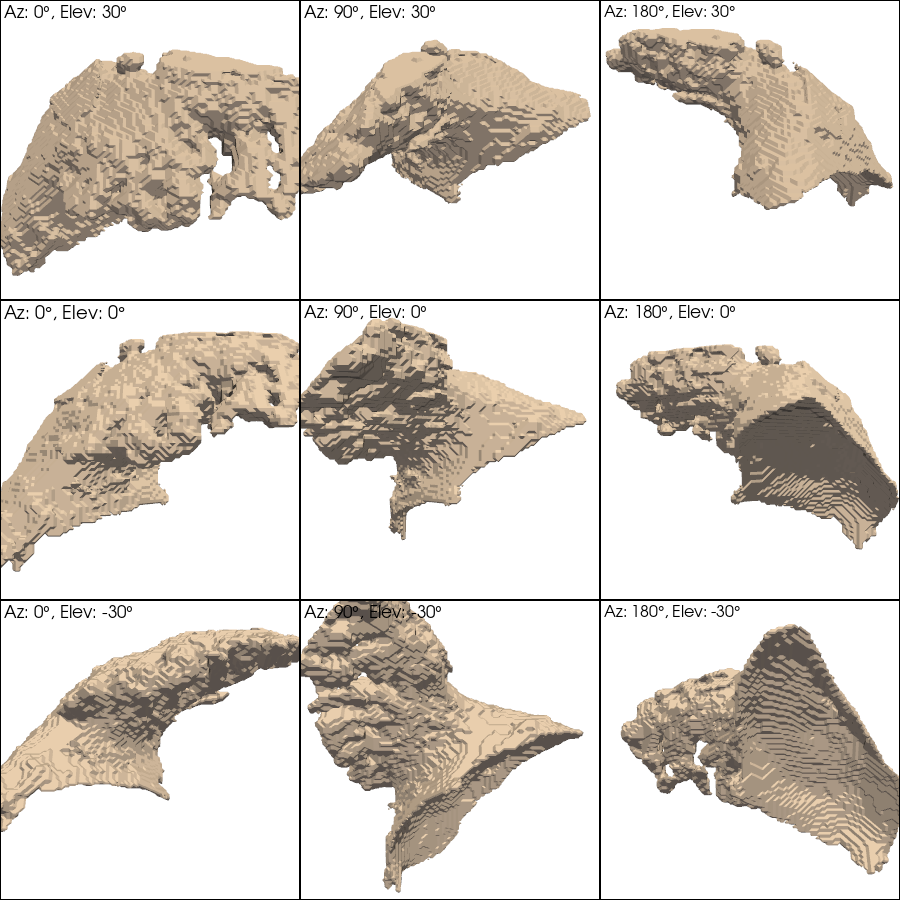 Az: 0°, Elev: 30°
Az: 90°, Elev: 30°
Az: 180°, Elev: 30°
Az: 0°, Elev: 0°
Az: 90°, Elev: 0°
Az: 180°, Elev: 0°
Az: 0°, Elev: -30°
Az: 90°, Elev: -30°
Az: 180°, Elev: -30°